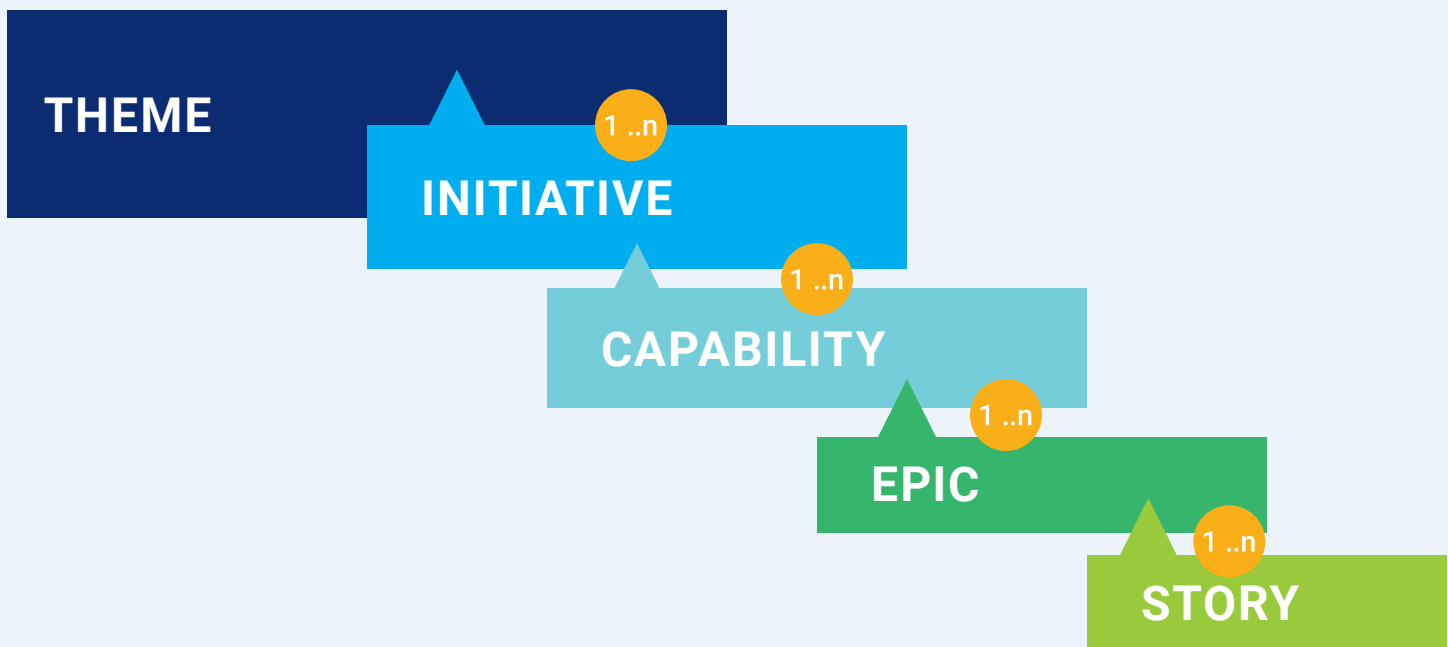 THEME
1 ..n
INITIATIVE
1 ..n
CAPABILITY
1 ..n
EPIC
1 ..n
STORY